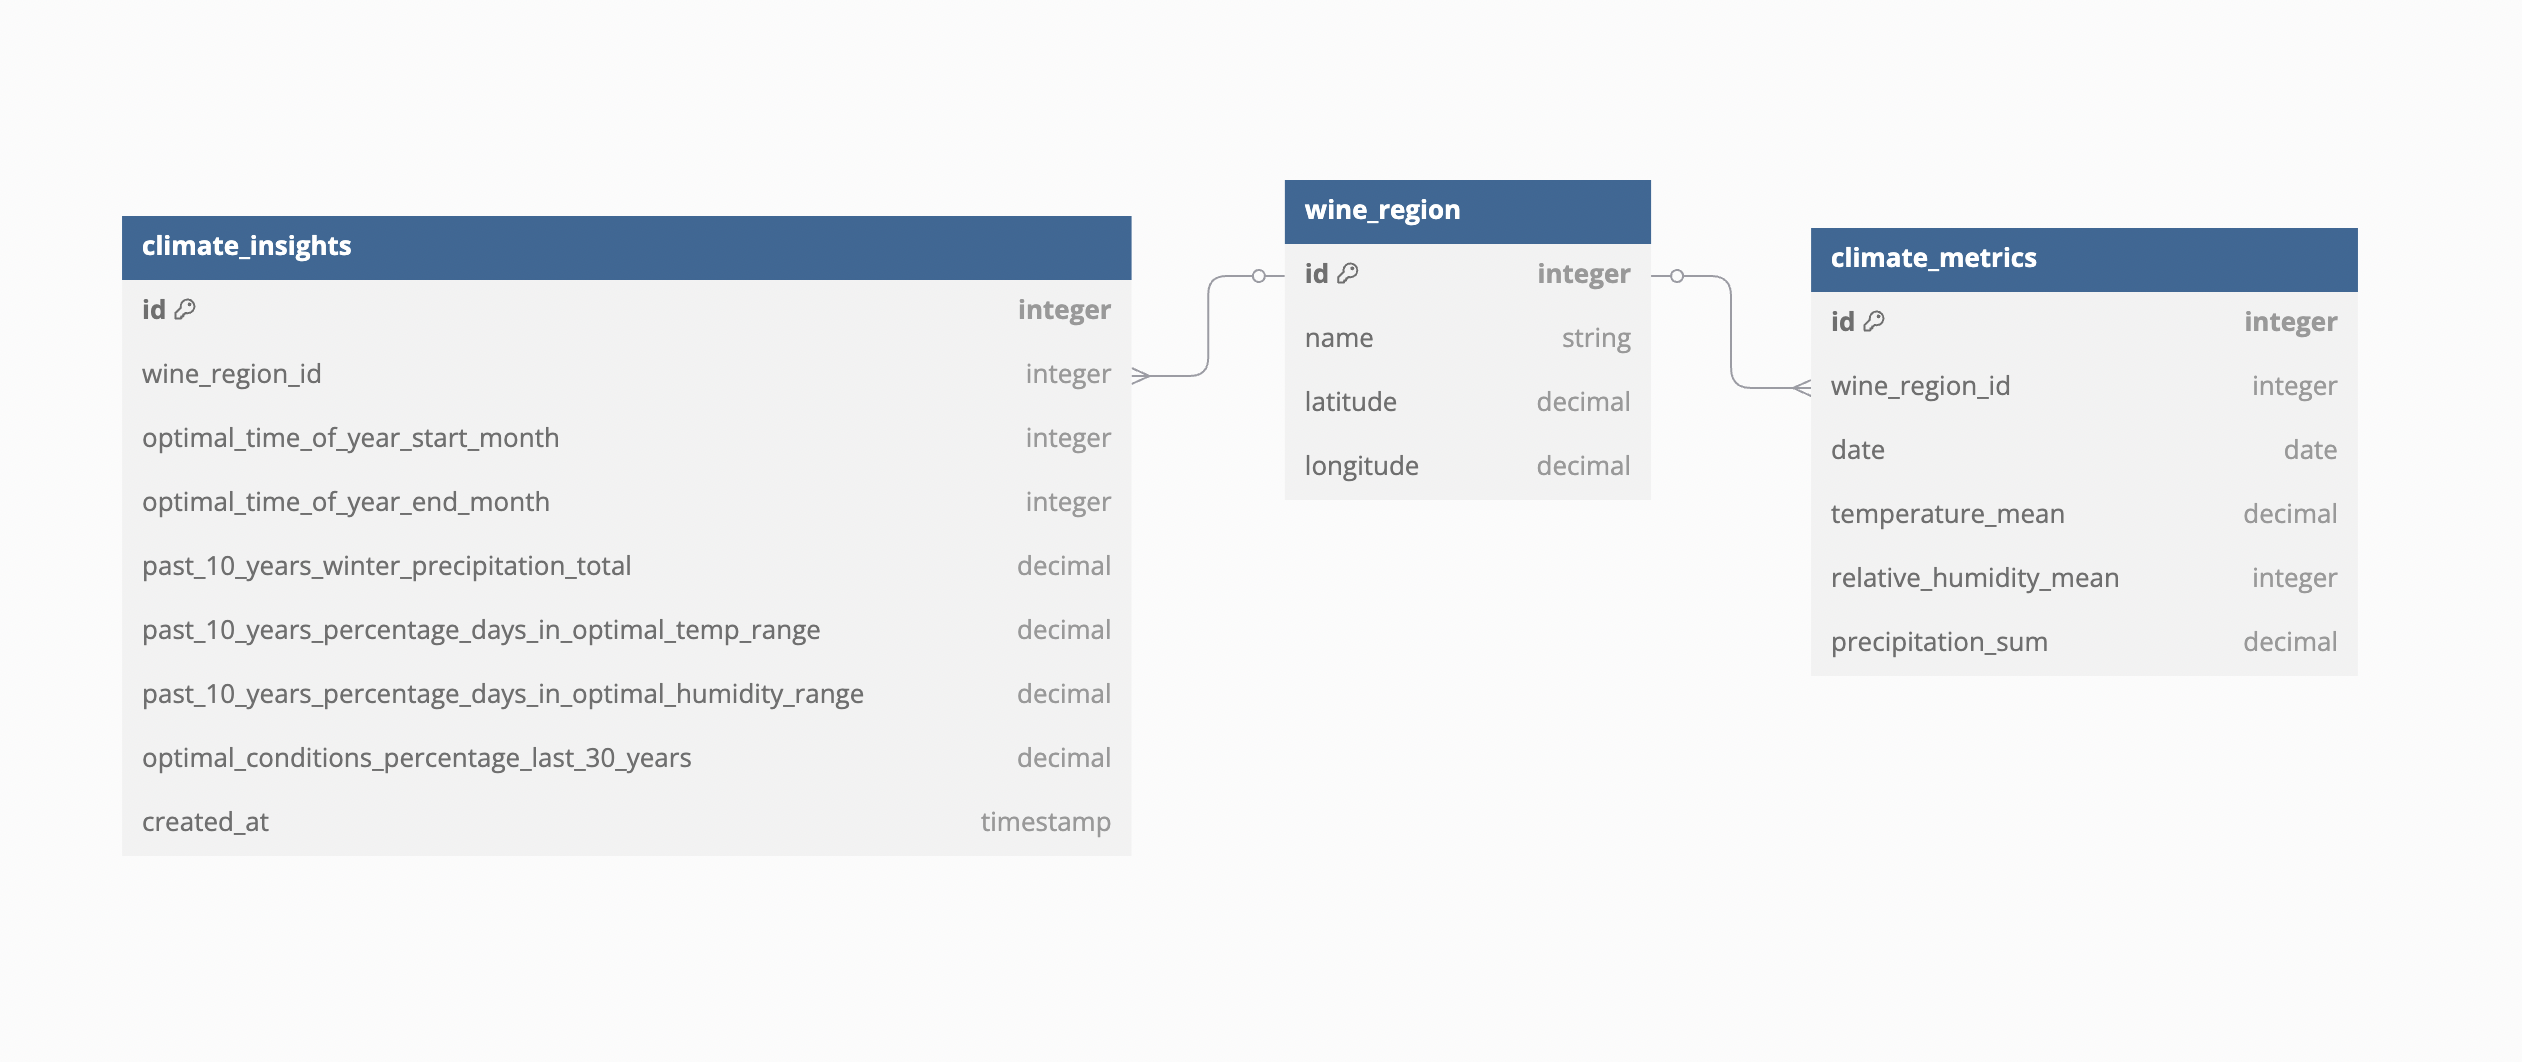 climate_insights
id integer
wine_region_id integer
optimal_time_of_year_start_month integer
optimal_time_of_year_end_month integer
past_10_years_winter_precipitation_total decimal
past_10_years_percentage_days_in_optimal_temp_range decimal
past_10_years_percentage_days_in_optimal_humidity_range decimal
optimal_conditions_percentage_last_30_years decimal
created_at timestamp
wine_region
id integer
name string
latitude decimal
longitude decimal
climate_metrics
id integer
wine_region_id integer
date date
temperature_mean decimal
relative_humidity_mean integer
precipitation_sum decimal